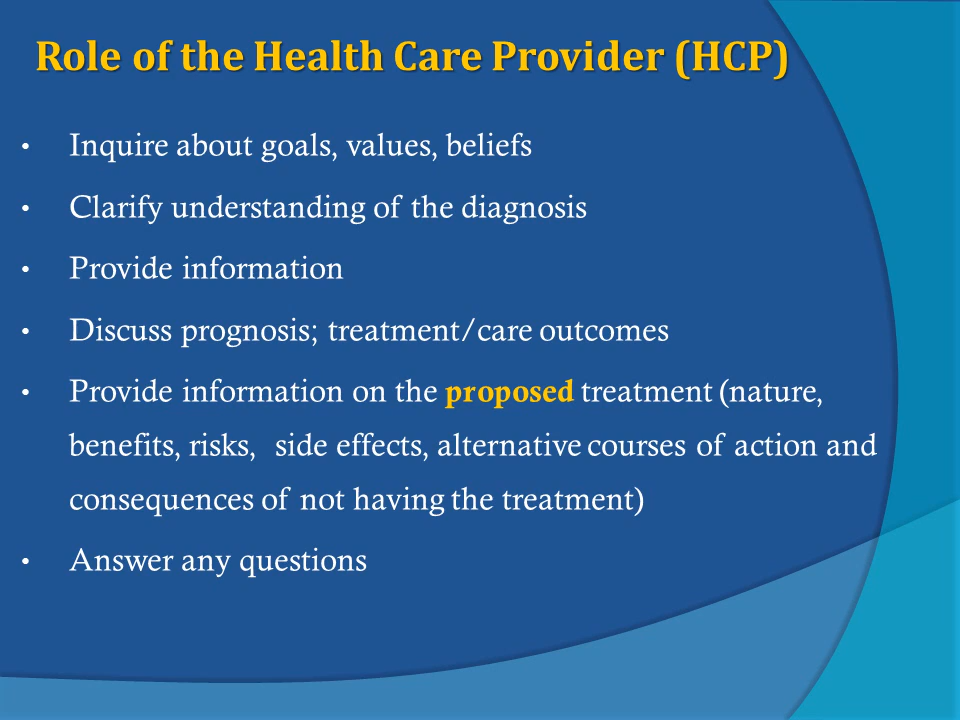 Role of the Health Care Provider (HCP)
• Inquire about goals, values, beliefs
• Clarify understanding of the diagnosis
• Provide information
• Discuss prognosis; treatment/care outcomes
• Provide information on the proposed treatment (nature,
benefits, risks,  side effects, alternative courses of action and
consequences of not having the treatment)
• Answer any questions